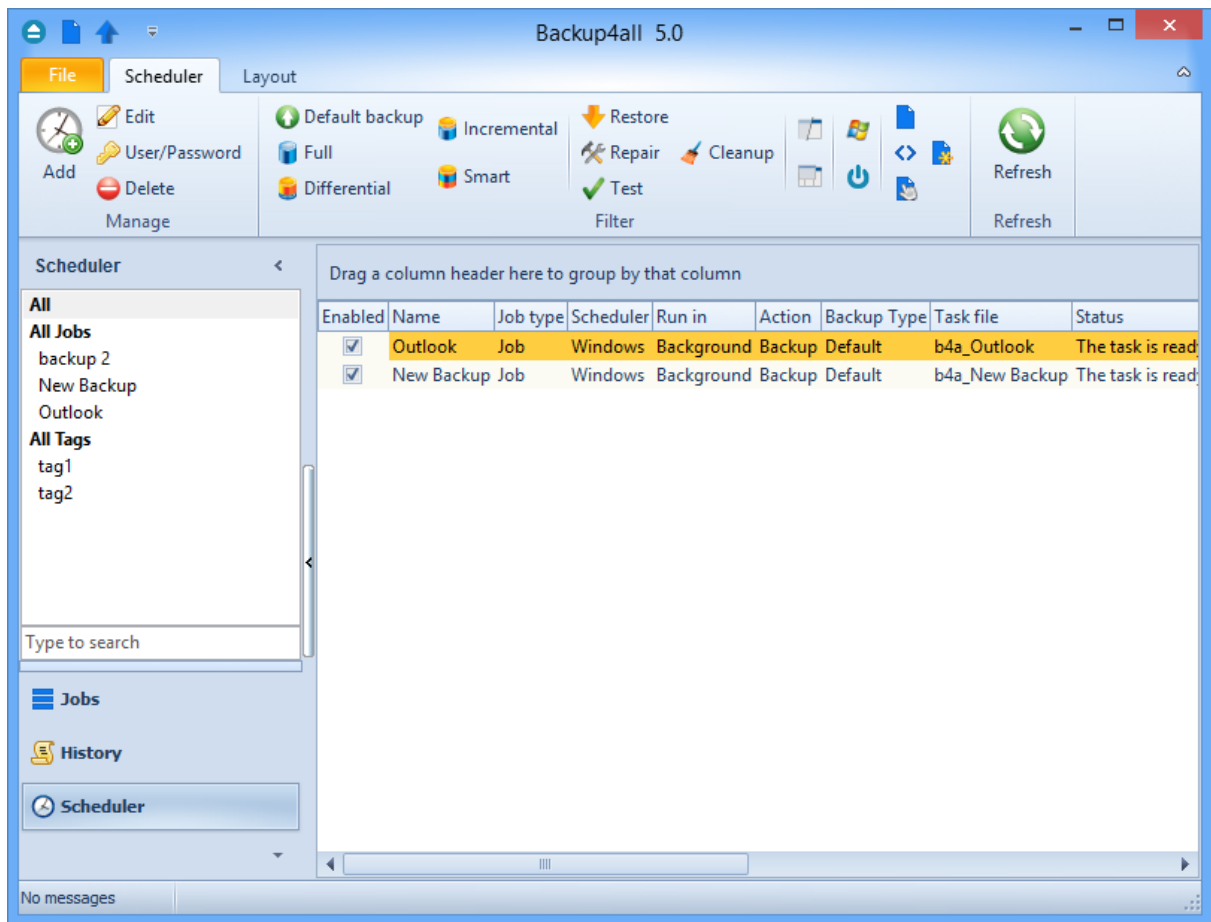 Backup4all 5.0
File Scheduler Layout
Add
Edit
User/Password
Delete
Manage
Default backup
Full
Differential
Incremental
Smart
Restore
Repair
Cleanup
Test
Filter
Refresh
Refresh
Scheduler
All
All Jobs
backup 2
New Backup
Outlook
All Tags
tag1
tag2
Type to search
Jobs
History
Scheduler
Drag a column header here to group by that column
Enabled Name Job type Scheduler Run in Action Backup Type Task file Status
Outlook Job Windows Background Backup Default b4a_Outlook The task is read
New Backup Job Windows Background Backup Default b4a_New Backup The task is read
No messages